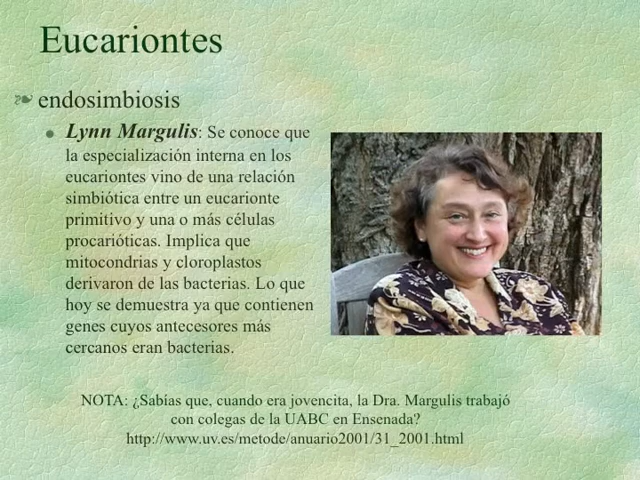 Eucariontes
endosimbiosis
Lynn Margulis: Se conoce que
la especialización interna en los
eucariontes vino de una relación
simbiótica entre un eucarionte
primitivo y una o más células
procarióticas. Implica que
mitocondrias y cloroplastos
derivaron de las bacterias. Lo que
hoy se demuestra ya que contienen
genes cuyos antecesores más
cercanos eran bacterias.
NOTA: ¿Sabías que, cuando era jovencita, la Dra. Margulis trabajó
con colegas de la UABC en Ensenada?
http://www.uv.es/metode/anuario2001/31_2001.html